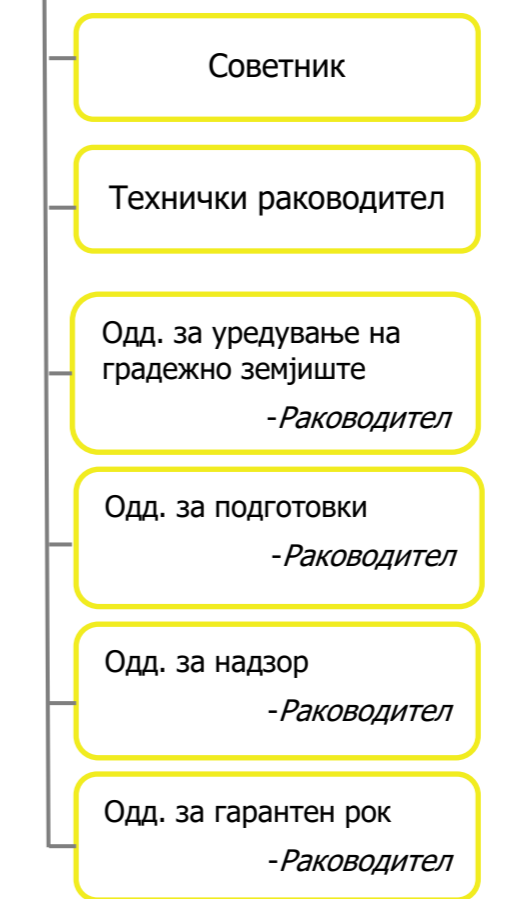 Советник
Технички раководител
Одд. за уредување на
градежно земјиште
-Раководител
Одд. за подготовки
-Раководител
Одд. за надзор
-Раководител
Одд. за гарантен рок
-Раководител